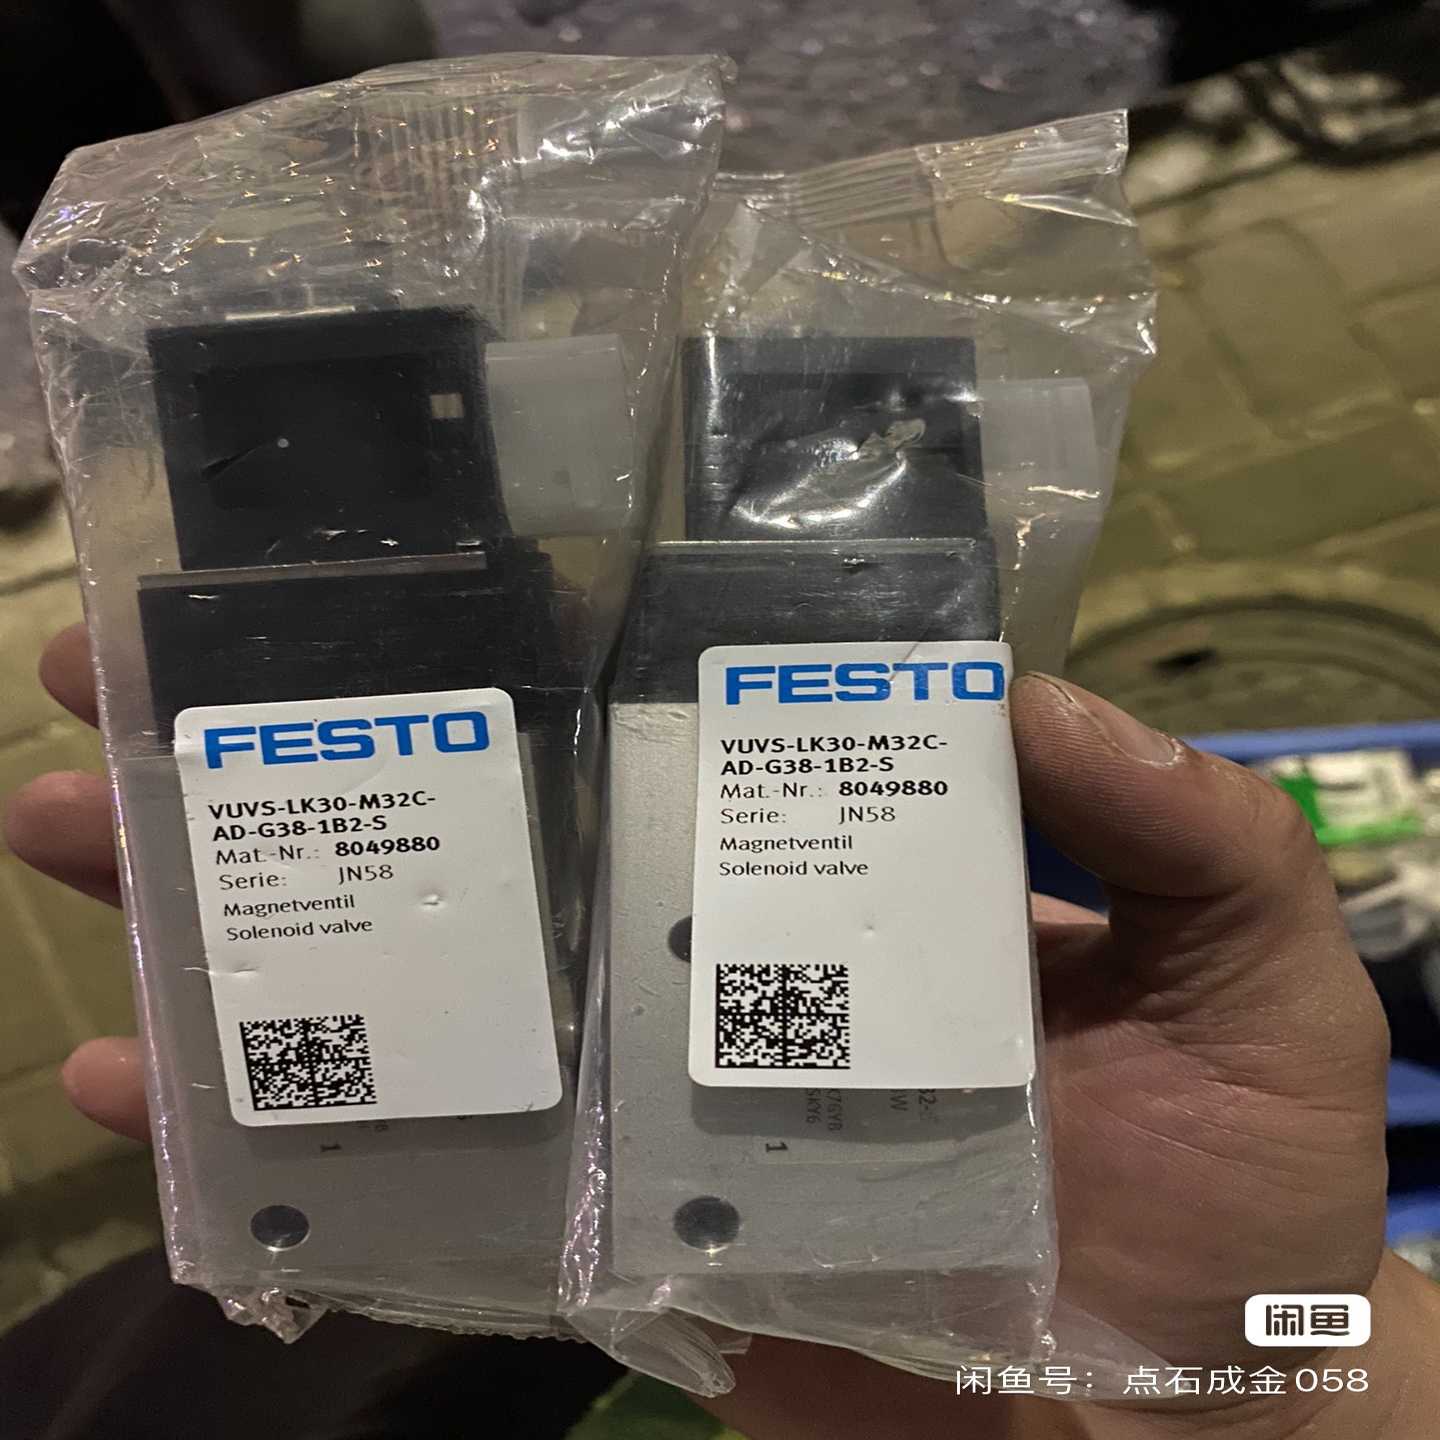 FESTO
VUVS-LK30-M32C-
AD-G38-1B2-S
Mat.-Nr.: 8049880
Serie: JN58
Magnetventil
Solenoid valve
1
FESTO
VUVS-LK30-M32C-
AD-G38-1B2-S
Mat.-Nr.: 8049880
Serie: JN58
Magnetventil
Solenoid valve
1
闲鱼
闲鱼号：点石成金058